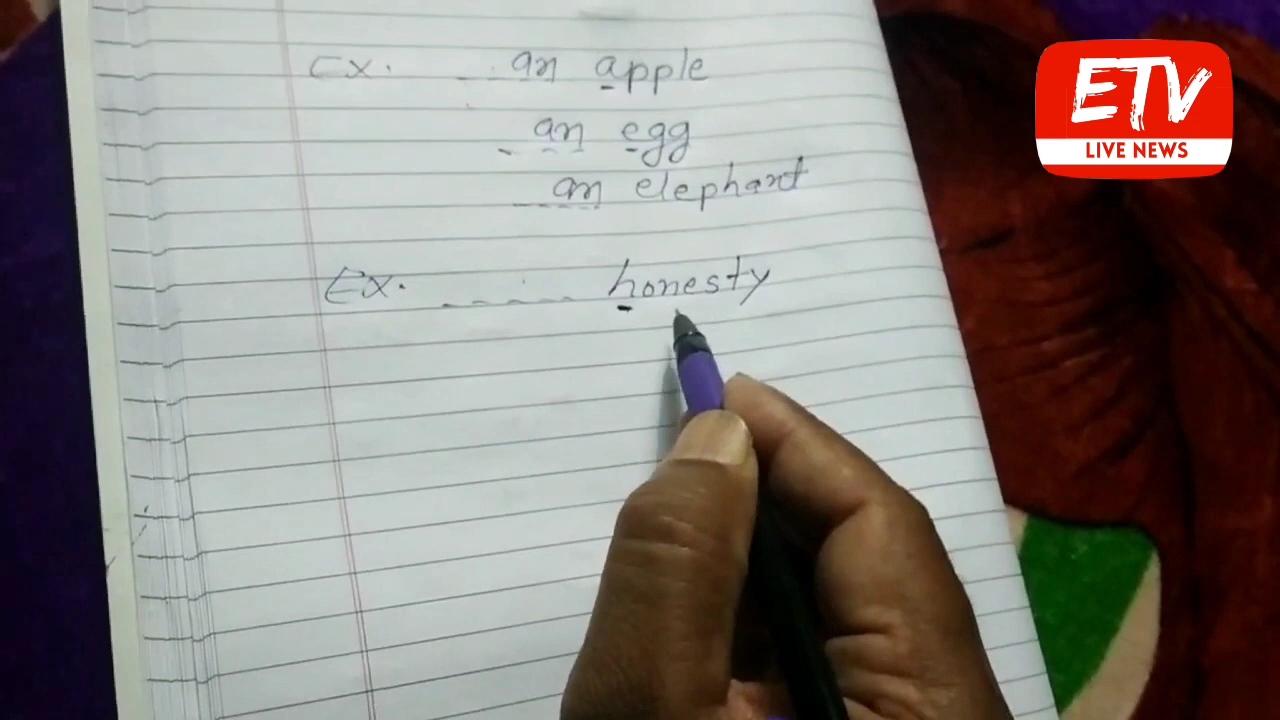 Ex. an apple
an egg
an elephant
Ex. honesty
ETV
LIVE NEWS